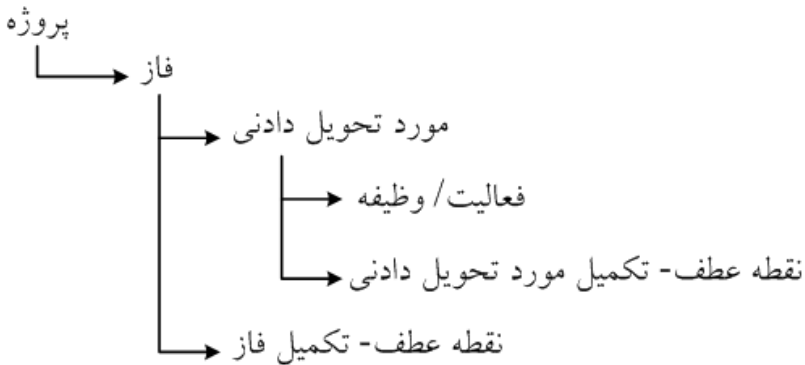 پروژه
فاز
مورد تحویل دادنی
فعالیت/ وظیفه
نقطه عطف- تکمیل مورد تحویل دادنی
نقطه عطف- تکمیل فاز